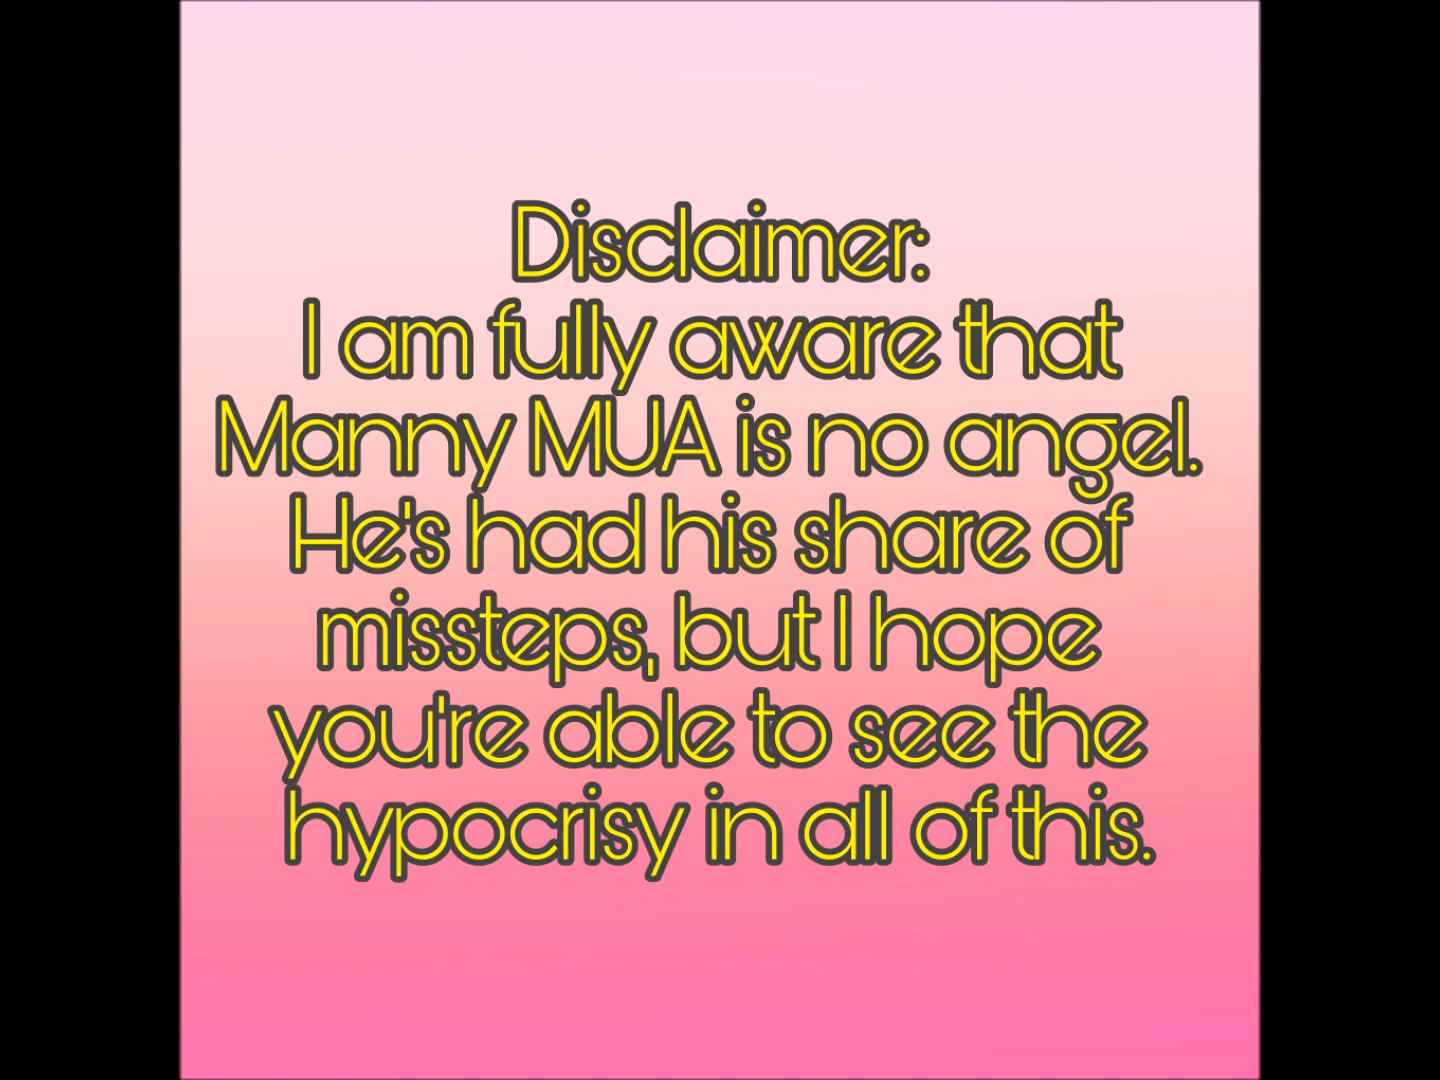 Disclaimer:
I am fully aware that
Manny MUA is no angel.
He's had his share of
missteps, but I hope
you're able to see the
hypocrisy in all of this.